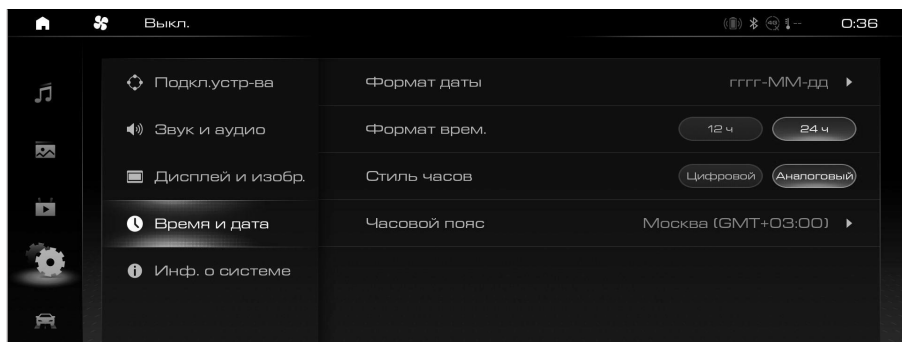 Выкл.
4G
--
0:36
Подкл.устр-ва
Формат даты
гггг-ММ-дд
Звук и аудио
Формат врем.
12 ч
24 ч
Дисплей и изобр.
Стиль часов
Цифровой
Аналоговый
Время и дата
Часовой пояс
Москва (GMT+03:00)
Инф. о системе